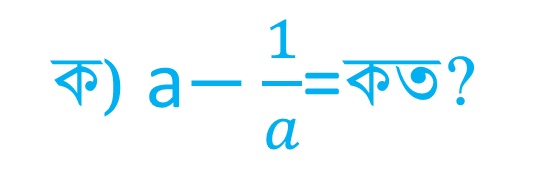 ক) a − 1/a = কত?